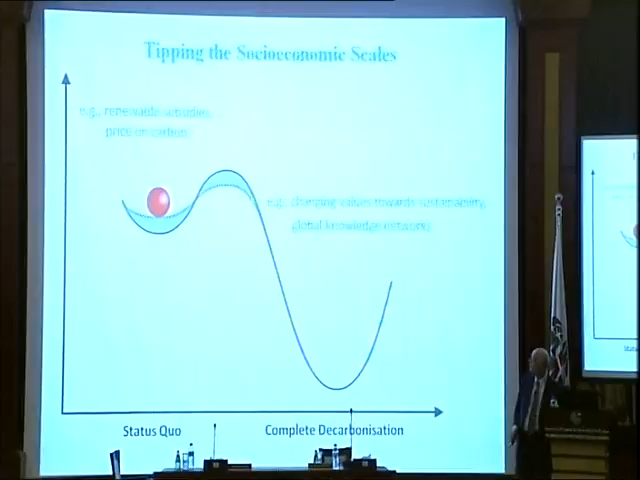 Tipping the Socioeconomic Scales
e.g., renewable subsidies,
price on carbon
e.g., changing values towards sustainability,
global knowledge networks
Status Quo
Complete Decarbonisation